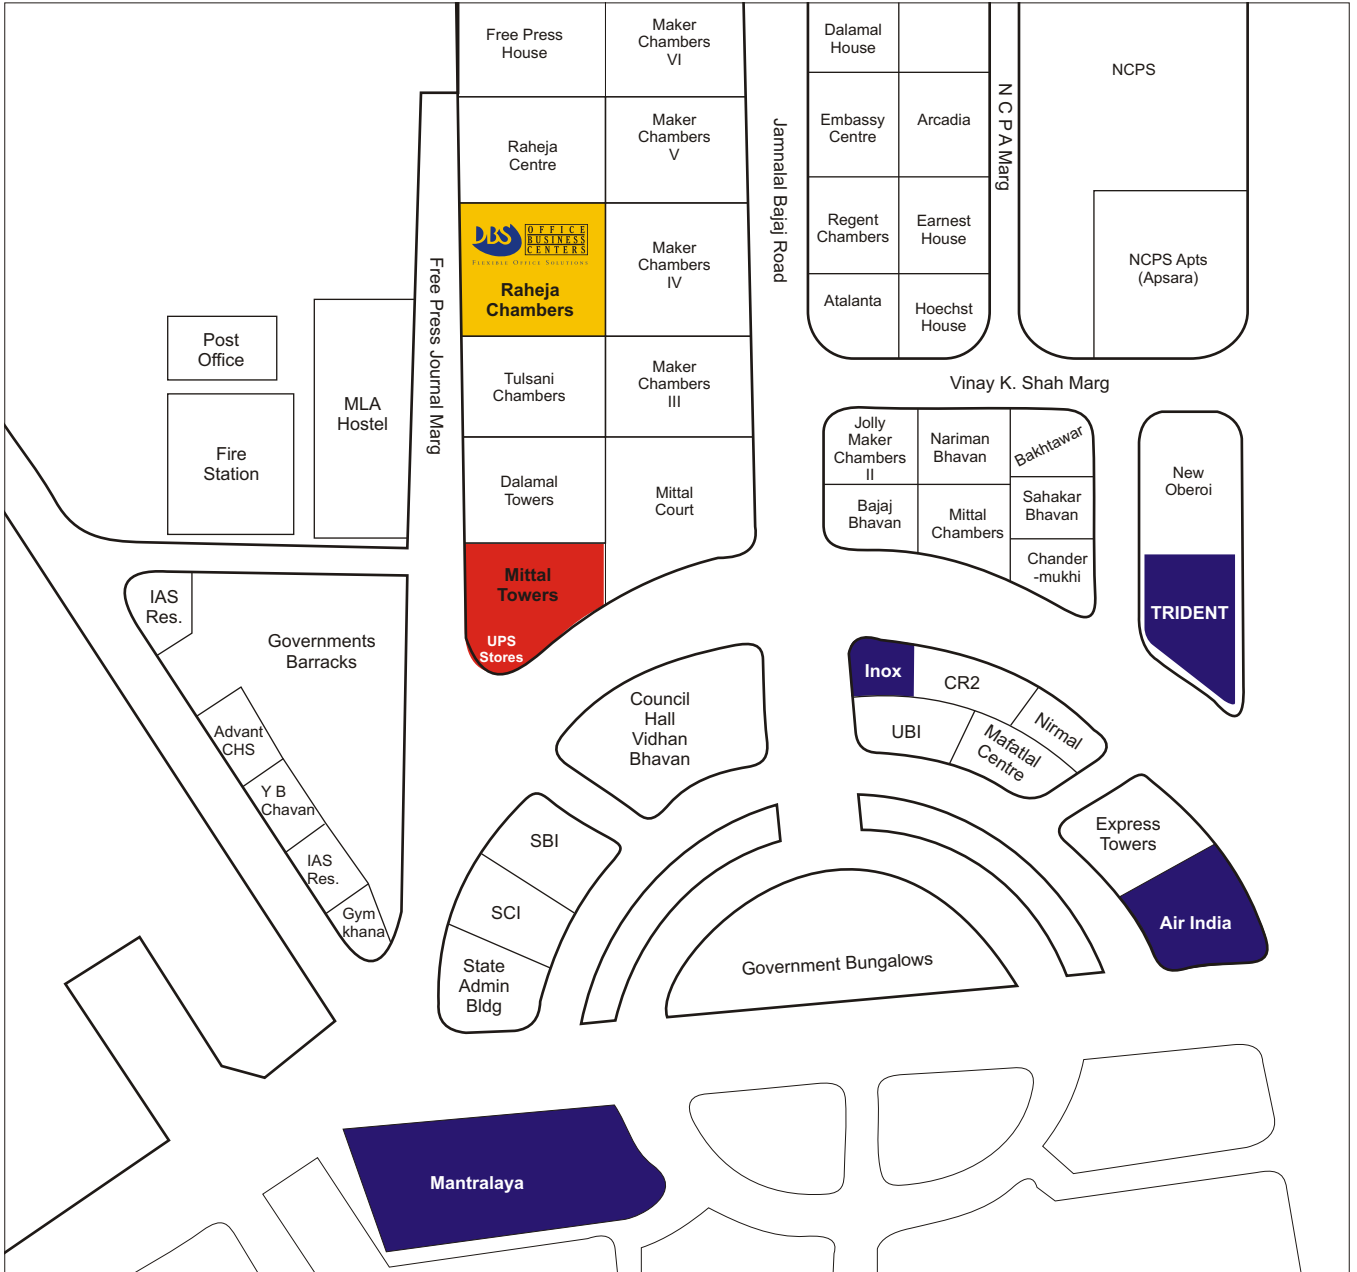 Free Press
House
Maker
Chambers
VI
Dalamal
House
NCPS
Raheja
Centre
Maker
Chambers
V
Embassy
Centre
Arcadia
N C P A Marg
Jamnalal Bajaj Road
DBS
OFFICE
BUSINESS
CENTERS
FLEXIBLE OFFICE SOLUTIONS
Raheja
Chambers
Maker
Chambers
IV
Regent
Chambers
Earnest
House
NCPS Apts
(Apsara)
Atalanta
Hoechst
House
Free Press Journal Marg
Post
Office
MLA
Hostel
Fire
Station
Tulsani
Chambers
Maker
Chambers
III
Vinay K. Shah Marg
Jolly
Maker
Chambers
II
Nariman
Bhavan
Bakhtawar
New
Oberoi
Dalamal
Towers
Mittal
Court
Bajaj
Bhavan
Mittal
Chambers
Sahakar
Bhavan
Chander
-mukhi
Mittal
Towers
UPS
Stores
TRIDENT
IAS
Res.
Governments
Barracks
Inox
CR2
Nirmal
UBI
Mafatlal
Centre
Council
Hall
Vidhan
Bhavan
Advant
CHS
Y B
Chavan
IAS
Res.
Gym
khana
SBI
SCI
State
Admin
Bldg
Express
Towers
Air India
Government Bungalows
Mantralaya